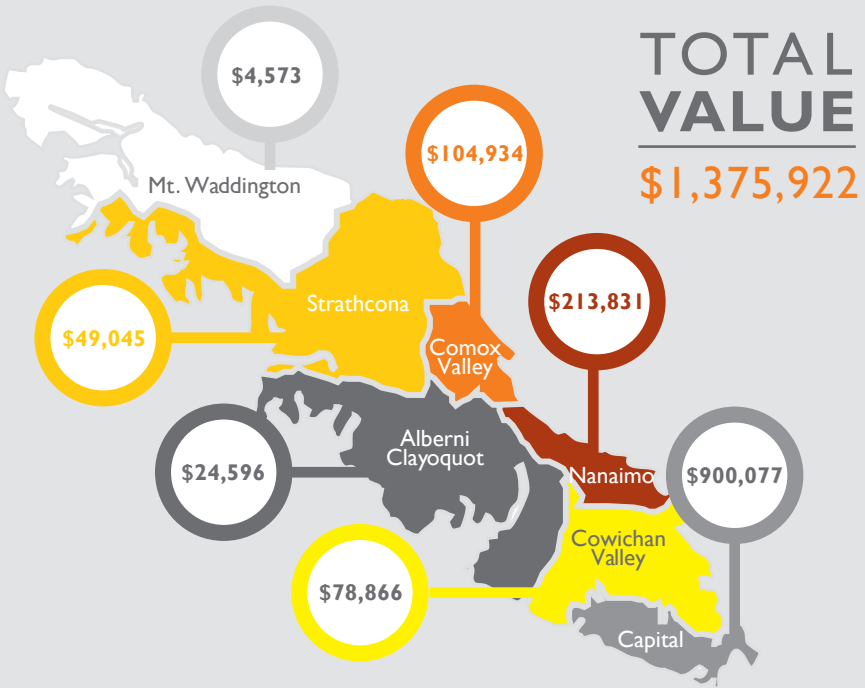 TOTAL
VALUE
$1,375,922
$4,573
Mt. Waddington
$104,934
$213,831
Strathcona
$49,045
Comox
Valley
Alberni
Clayoquot
$24,596
Nanaimo
$900,077
Cowichan
Valley
$78,866
Capital